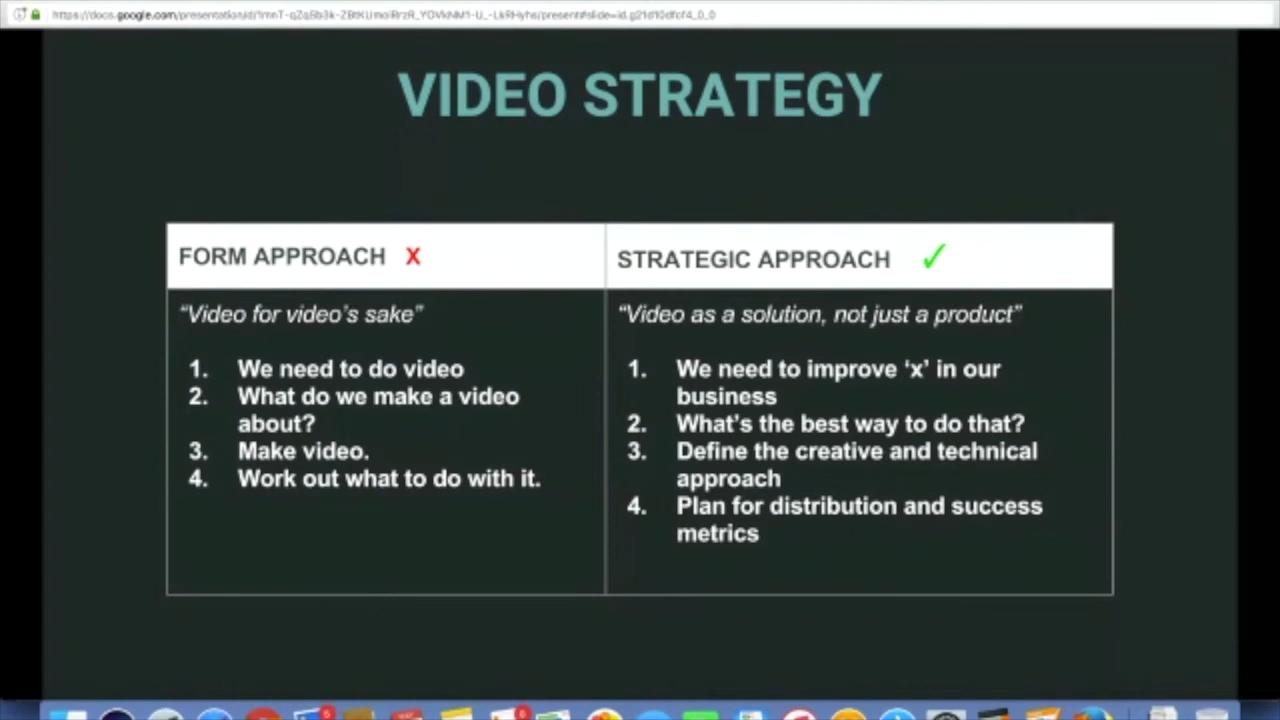 VIDEO STRATEGY
FORM APPROACH X
STRATEGIC APPROACH ✓
“Video for video’s sake”
1. We need to do video
2. What do we make a video
about?
3. Make video.
4. Work out what to do with it.
“Video as a solution, not just a product”
1. We need to improve ‘x’ in our
business
2. What’s the best way to do that?
3. Define the creative and technical
approach
4. Plan for distribution and success
metrics